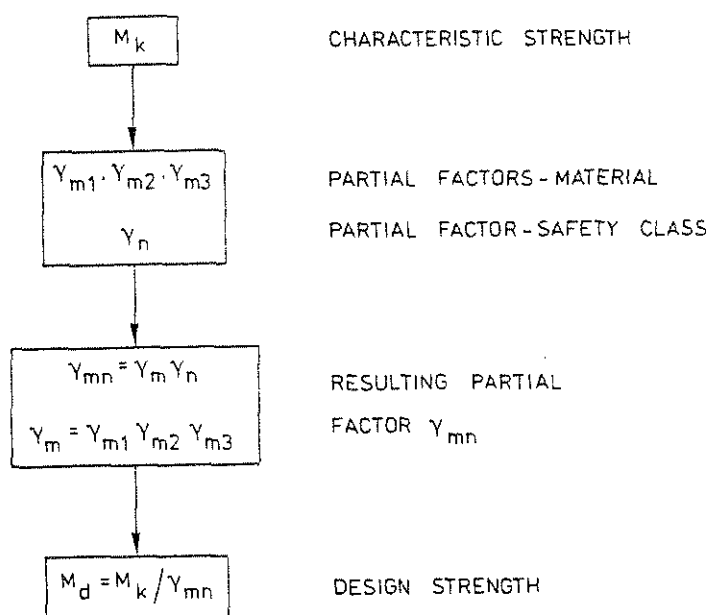 M_k CHARACTERISTIC STRENGTH
γ_m1, γ_m2, γ_m3 PARTIAL FACTORS-MATERIAL
γ_n PARTIAL FACTOR-SAFETY CLASS
γ_mn = γ_m γ_n RESULTING PARTIAL
γ_m = γ_m1 γ_m2 γ_m3 FACTOR γ_mn
M_d = M_k / γ_mn DESIGN STRENGTH